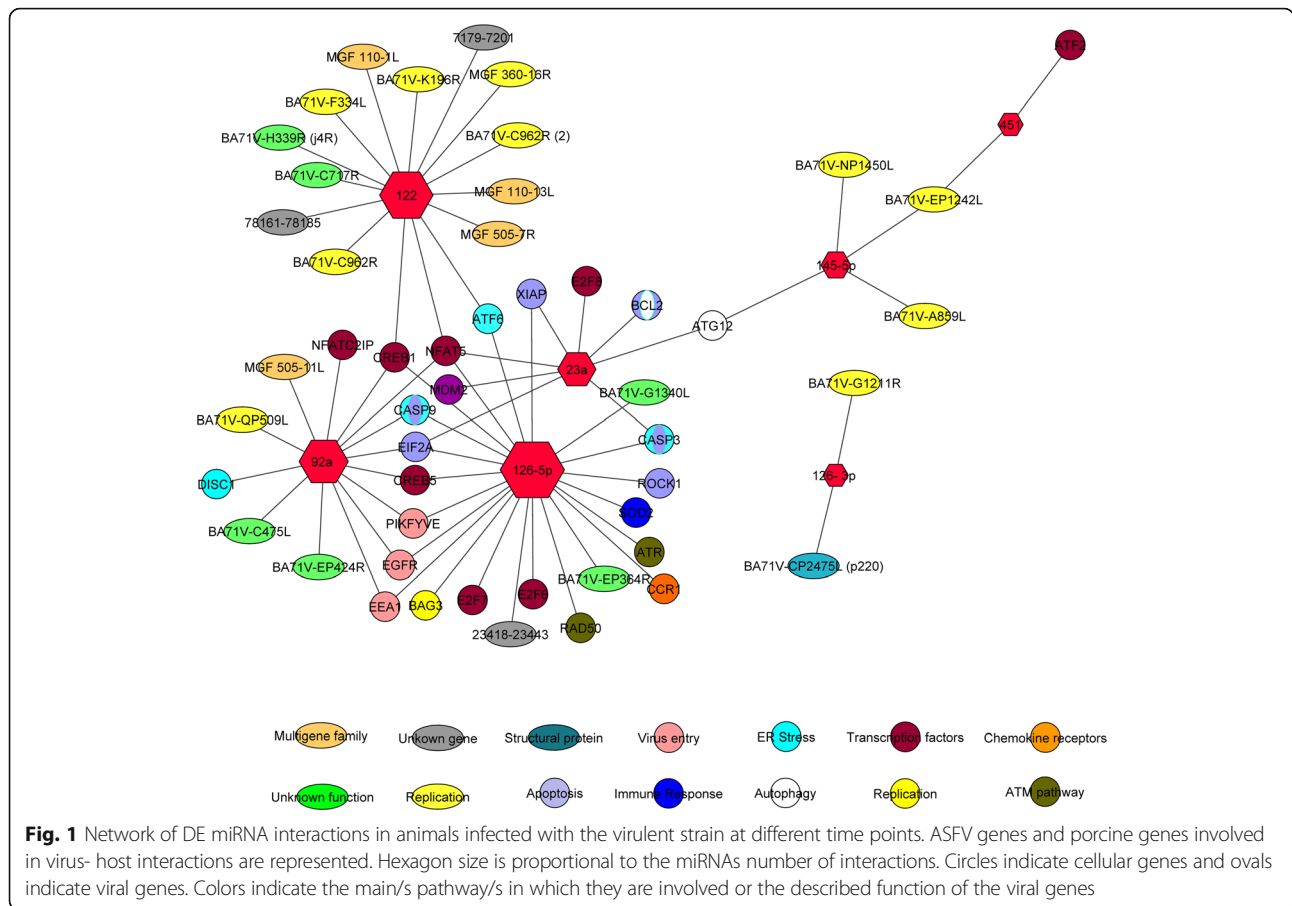 7179-7201
ATF2
MGF 110-1L
BA71V-K196R
MGF 360-16R
BA71V-F334L
451
BA71V-H339R (j4R)
BA71V-C962R (2)
BA71V-NP1450L
BA71V-C717R
122
MGF 110-13L
BA71V-EP1242L
78161-78185
MGF 505-7R
BA71V-C962R
145-5p
XIAP
E2F8
BCL2
ATF6
ATG12
BA71V-A859L
NFATC2IP
CREB1
NFAT5
MGF 505-11L
23a
MDM2
BA71V-G1340L
BA71V-G1211R
BA71V-QP509L
CASP9
EIF2A
CASP3
92a
126-5p
126- 3p
DISC1
CREB5
ROCK1
BA71V-C475L
PIKFYVE
SOD2
ATR
BA71V-EP424R
EGFR
BA71V-EP364R
BA71V-CP2475L (p220)
CCR1
EEA1
BAG3
E2F7
E2F6
23418-23443
RAD50
Multigene family
Unkown gene
Structural protein
Virus entry
ER Stress
Transcription factors
Chemokine receptors
Unknown function
Replication
Apoptosis
Immune Response
Autophagy
Replication
ATM pathway
Fig. 1 Network of DE miRNA interactions in animals infected with the virulent strain at different time points. ASFV genes and porcine genes involved
in virus- host interactions are represented. Hexagon size is proportional to the miRNAs number of interactions. Circles indicate cellular genes and ovals
indicate viral genes. Colors indicate the main/s pathway/s in which they are involved or the described function of the viral genes